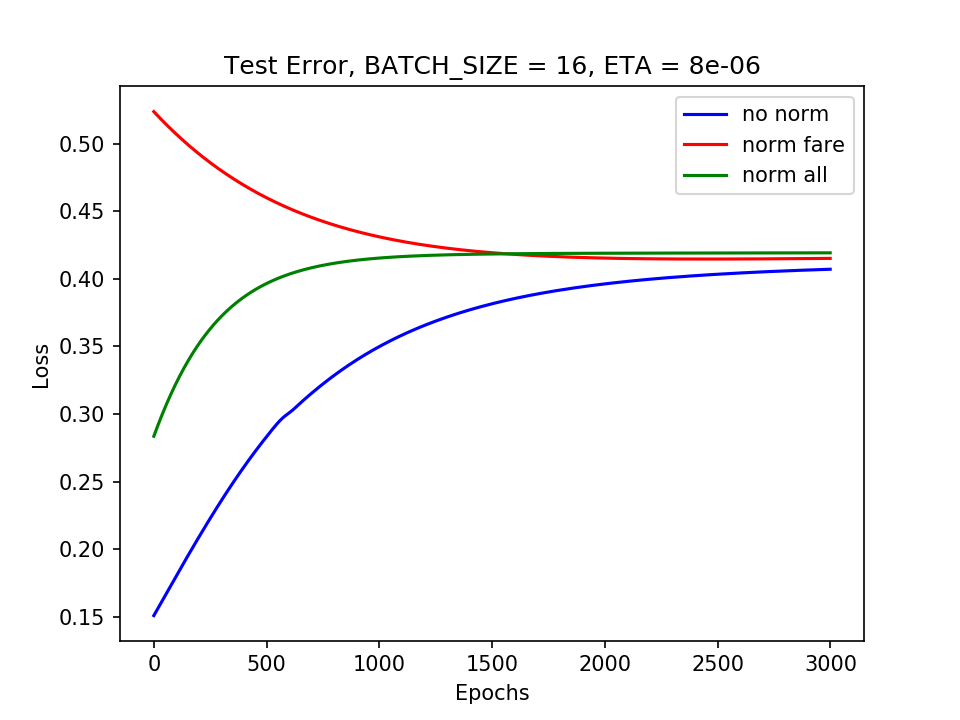 Test Error, BATCH_SIZE = 16, ETA = 8e-06
no norm
norm fare
norm all
0.50
0.45
0.40
0.35
0.30
0.25
0.20
0.15
Loss
0 500 1000 1500 2000 2500 3000
Epochs